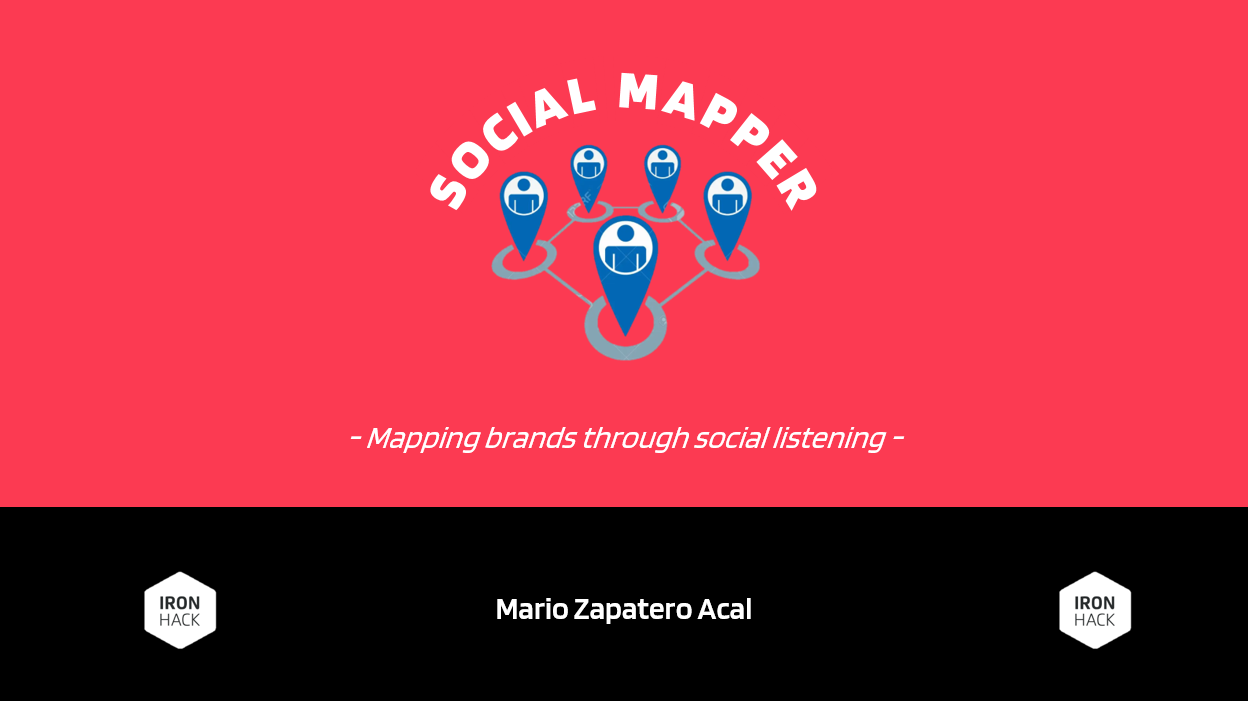 SOCIAL MAPPER
- Mapping brands through social listening -
IRON
HACK
Mario Zapatero Acal
IRON
HACK